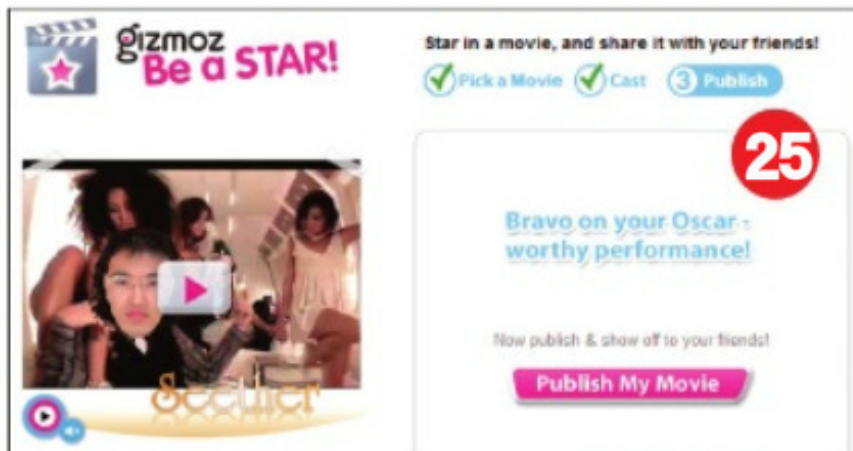 gizmoz
Be a STAR!
Star in a movie, and share it with your friends!
Pick a Movie Cast 3 Publish
25
Bravo on your Oscar -
worthy performance!
Now publish & show off to your friends!
Publish My Movie
Seether